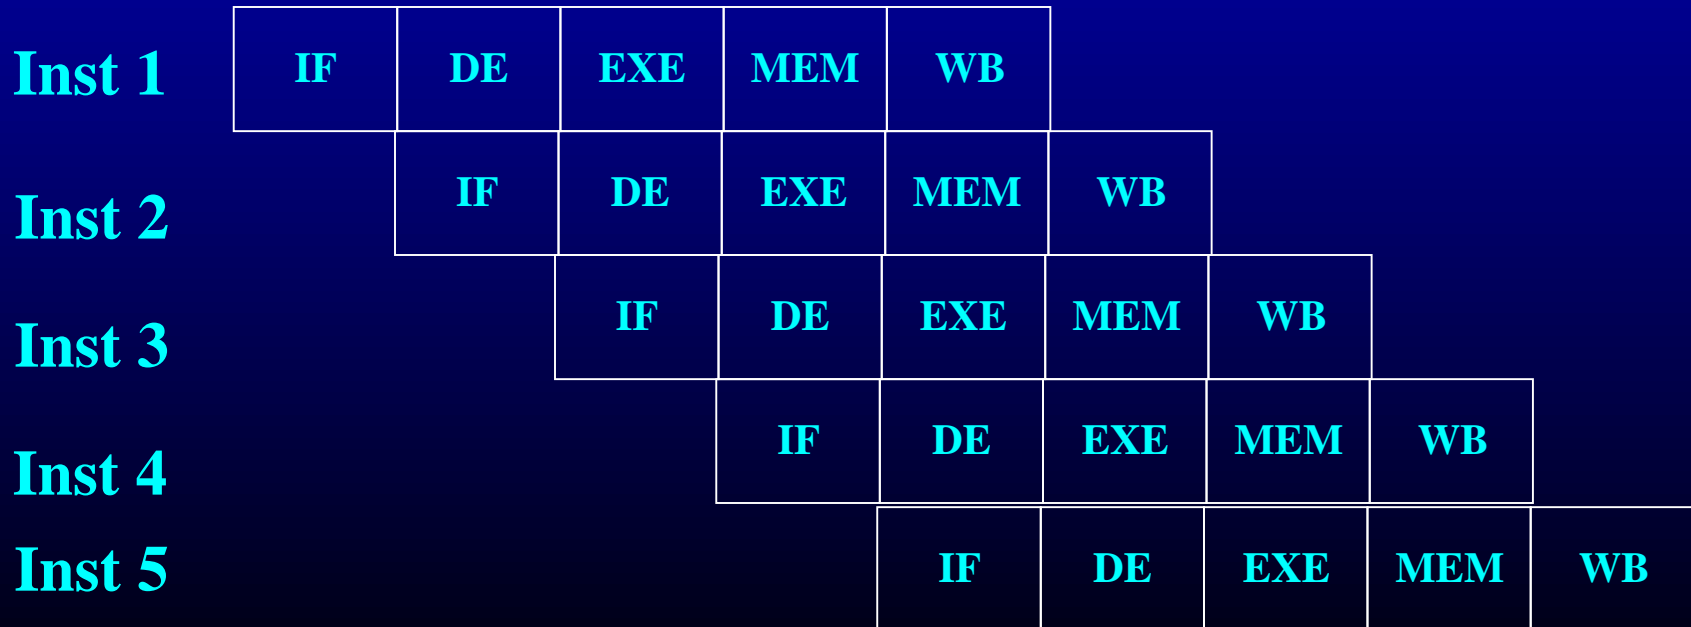 Inst 1 IF DE EXE MEM WB
Inst 2 IF DE EXE MEM WB
Inst 3 IF DE EXE MEM WB
Inst 4 IF DE EXE MEM WB
Inst 5 IF DE EXE MEM WB